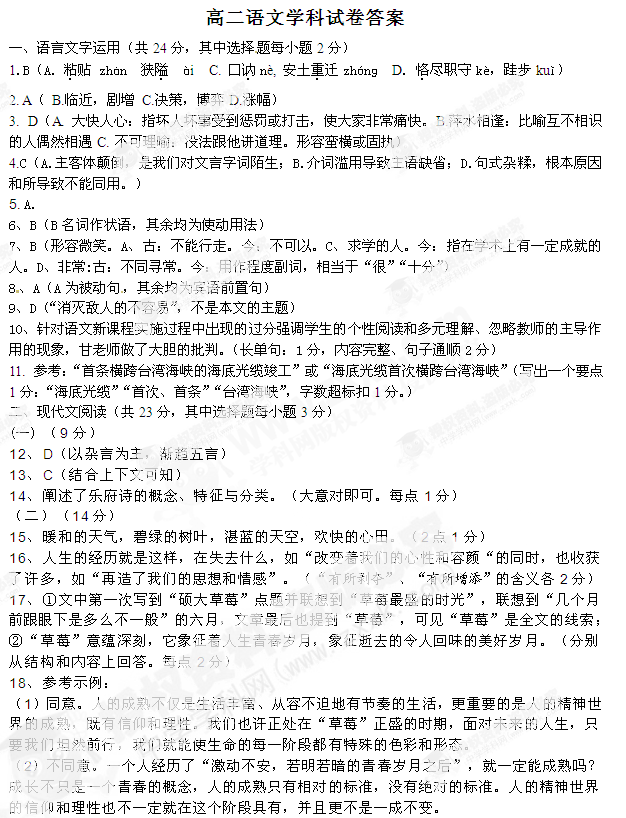 高二语文学科试卷答案
一、语言文字运用（共 24 分，其中选择题每小题 2 分）
1.B（A. 粘贴 zhān 狭隘 ài C. 口讷 nè, 安土重迁 zhóng D. 恪尽职守 kè，跬步 kuǐ ）
2. A（ B.临近，剧增 C.决策，博弈 D.涨幅）
3. D（A. 大快人心：指坏人坏事受到惩罚或打击，使大家非常痛快。B.萍水相逢：比喻互不相识
的人偶然相遇 C. 不可理喻：没法跟他讲道理。形容蛮横或固执）
4.C（A.主客体颠倒，是我们对文言字词陌生；B.介词滥用导致主语缺省；D.句式杂糅，根本原因
和所导致不能同用。）
5. A.
6、B（B 名词作状语，其余均为使动用法）
7、B（形容微笑。A、古：不能行走。今：不可以。C、求学的人。今：指在学术上有一定成就的
人。D、非常:古：不同寻常。今：用作程度副词，相当于“很”“十分”）
8、A（A 为被动句，其余均为宾语前置句）
9、D（“消灭敌人的不容易”，不是本文的主题）
10、针对语文新课程实施过程中出现的过分强调学生的个性阅读和多元理解、忽略教师的主导作
用的现象，甘老师做了大胆的批判。（长单句：1 分，内容完整、句子通顺 2 分）
11. 参考：“首条横跨台湾海峡的海底光缆竣工”或“海底光缆首次横跨台湾海峡”（写出一个要点
1 分：“海底光缆”“首次、首条”“台湾海峡”，字数超标扣 1 分。）
二、现代文阅读（共 23 分，其中选择题每小题 3 分）
(一) （9 分）
12、D（以杂言为主，渐趋五言）
13、C（结合上下文可知）
14、阐述了乐府诗的概念、特征与分类。（大意对即可。每点 1 分）
（二）（14 分）
15、暖和的天气，碧绿的树叶，湛蓝的天空，欢快的心田。（2 点 1 分）
16、人生的经历就是这样，在失去什么，如“改变着我们的心性和容颜“的同时，也收获
了许多，如“再造了我们的思想和情感”。（“有所剥夺”、“有所增添”的含义各 2 分）
17、①文中第一次写到“硕大草莓”点题并联想到“草莓最盛的时光”，联想到“几个月
前跟眼下是多么不一般”的六月，文章最后也提到“草莓”，可见“草莓”是全文的线索；
②“草莓”意蕴深刻，它象征着人生青春岁月，象征逝去的令人回味的美好岁月。（分别
从结构和内容上回答。每点 2 分）
18、参考示例：
（1）同意。人的成熟不仅是生活丰富、从容不迫地有节奏的生活，更重要的是人的精神世
界的成熟，既有信仰和理性。我们也许正处在“草莓”正盛的时期，面对未来的人生，只
要我们坦然前行，我们就能使生命的每一阶段都有特殊的色彩和形态。
（2）不同意。一个人经历了“激动不安，若明若暗的青春岁月之后”，就一定能成熟吗？
成长不只是一个青春的概念，人的成熟只有相对的标准，没有绝对的标准。人的精神世界
的信仰和理性也不一定就在这个阶段具有，并且更不是一成不变。